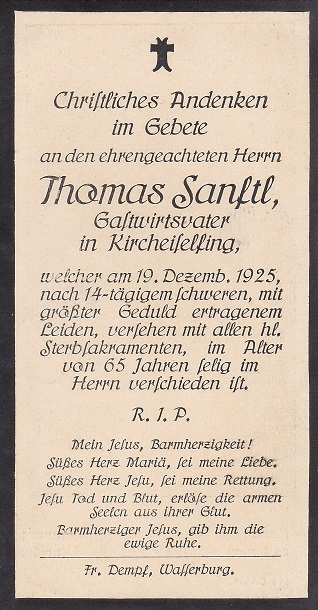 Chriſtliches Andenken
im Gebete
an den ehrengeachteten Herrn
Thomas Sanftl,
Gaſtwirtsvater
in Kircheiſelfing,
welcher am 19. Dezemb. 1925,
nach 14-tägigem ſchweren, mit
größter Geduld ertragenem
Leiden, verſehen mit allen hl.
Sterbſakramenten, im Alter
von 65 Jahren ſelig im
Herrn verſchieden iſt.
R. I. P.
Mein Jeſus, Barmherzigkeit!
Süßes Herz Mariä, ſei meine Liebe.
Süßes Herz Jeſu, ſei meine Rettung.
Jeſu Tod und Blut, erlöſe die armen
Seelen aus ihrer Glut.
Barmherziger Jeſus, gib ihm die
ewige Ruhe.
Fr. Dempf, Waſſerburg.